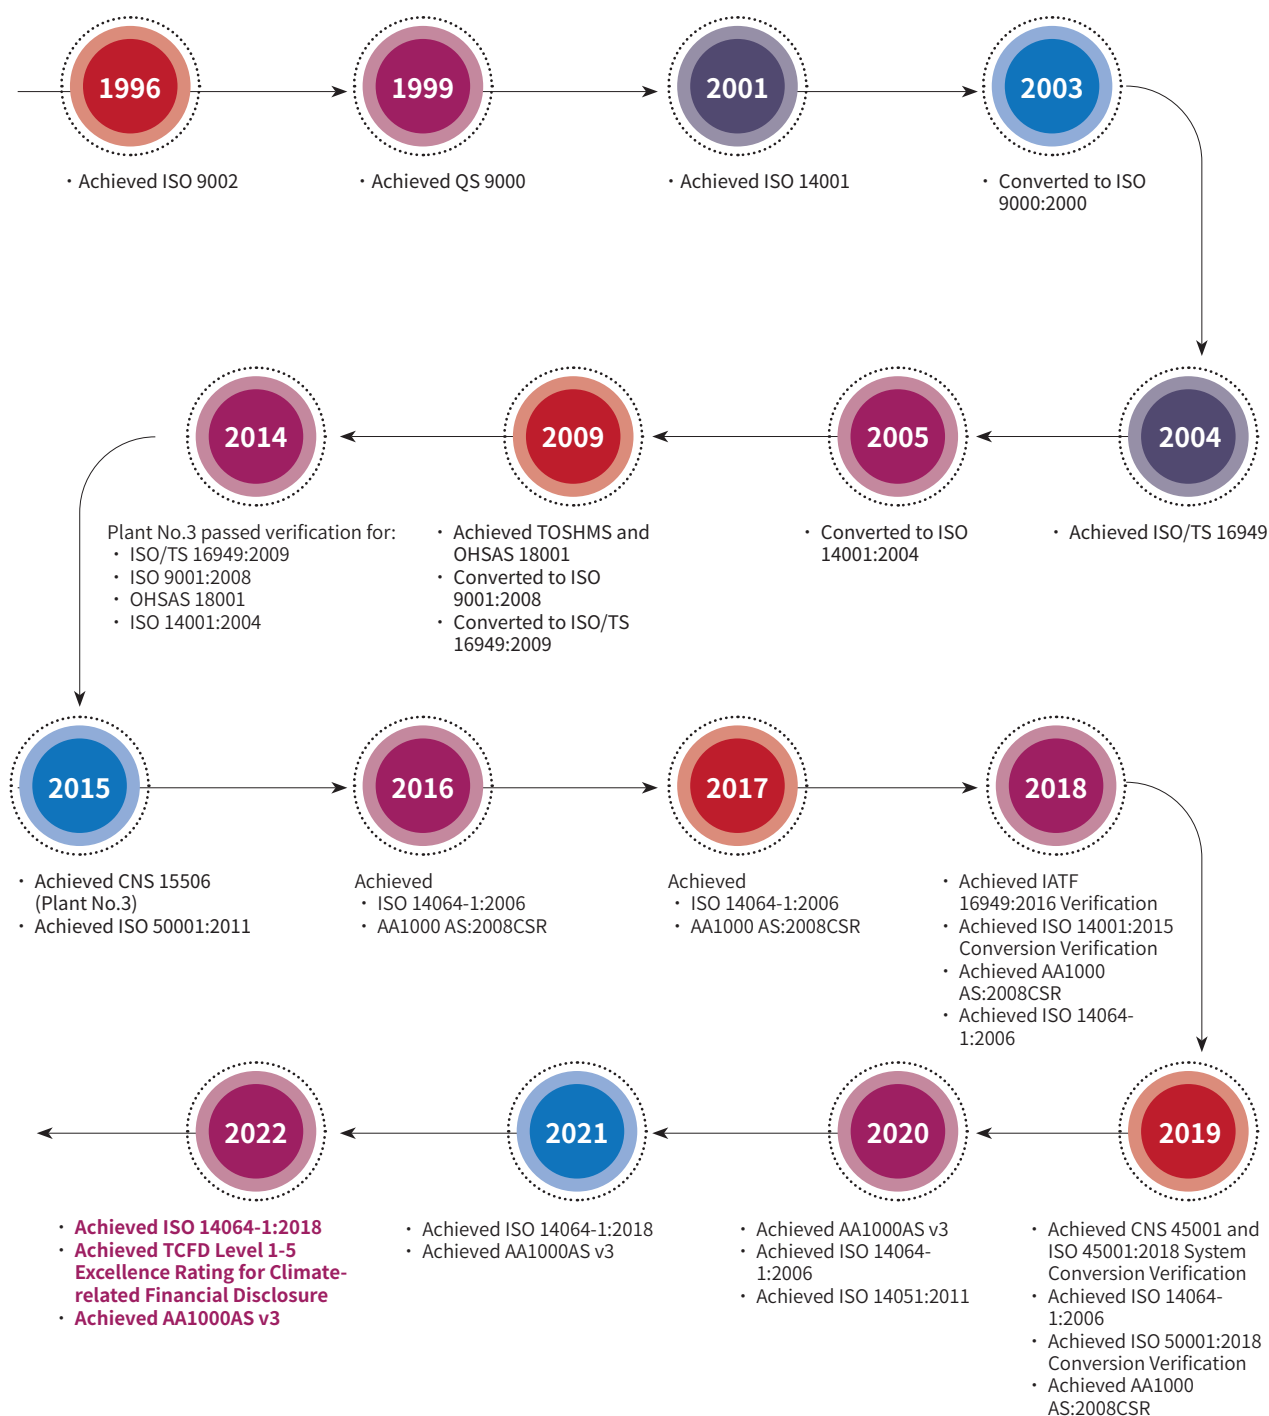 1996
・Achieved ISO 9002
1999
・Achieved QS 9000
2001
・Achieved ISO 14001
2003
・ Converted to ISO
9000:2000
2004
・ Achieved ISO/TS 16949
2005
・ Converted to ISO
14001:2004
2009
・ Achieved TOSHMS and
OHSAS 18001
・ Converted to ISO
9001:2008
・ Converted to ISO/TS
16949:2009
2014
Plant No.3 passed verification for:
・ ISO/TS 16949:2009
・ ISO 9001:2008
・ OHSAS 18001
・ ISO 14001:2004
2015
・ Achieved CNS 15506
(Plant No.3)
・ Achieved ISO 50001:2011
2016
Achieved
・ ISO 14064-1:2006
・ AA1000 AS:2008CSR
2017
Achieved
・ ISO 14064-1:2006
・ AA1000 AS:2008CSR
2018
・ Achieved IATF
16949:2016 Verification
・ Achieved ISO 14001:2015
Conversion Verification
・ Achieved AA1000
AS:2008CSR
・ Achieved ISO 14064-
1:2006
2019
・ Achieved CNS 45001 and
ISO 45001:2018 System
Conversion Verification
・ Achieved ISO 14064-
1:2006
・ Achieved ISO 50001:2018
Conversion Verification
・ Achieved AA1000
AS:2008CSR
2020
・ Achieved AA1000AS v3
・ Achieved ISO 14064-
1:2006
・ Achieved ISO 14051:2011
2021
・ Achieved ISO 14064-1:2018
・ Achieved AA1000AS v3
2022
・ Achieved ISO 14064-1:2018
・ Achieved TCFD Level 1-5
Excellence Rating for Climate-
related Financial Disclosure
・ Achieved AA1000AS v3